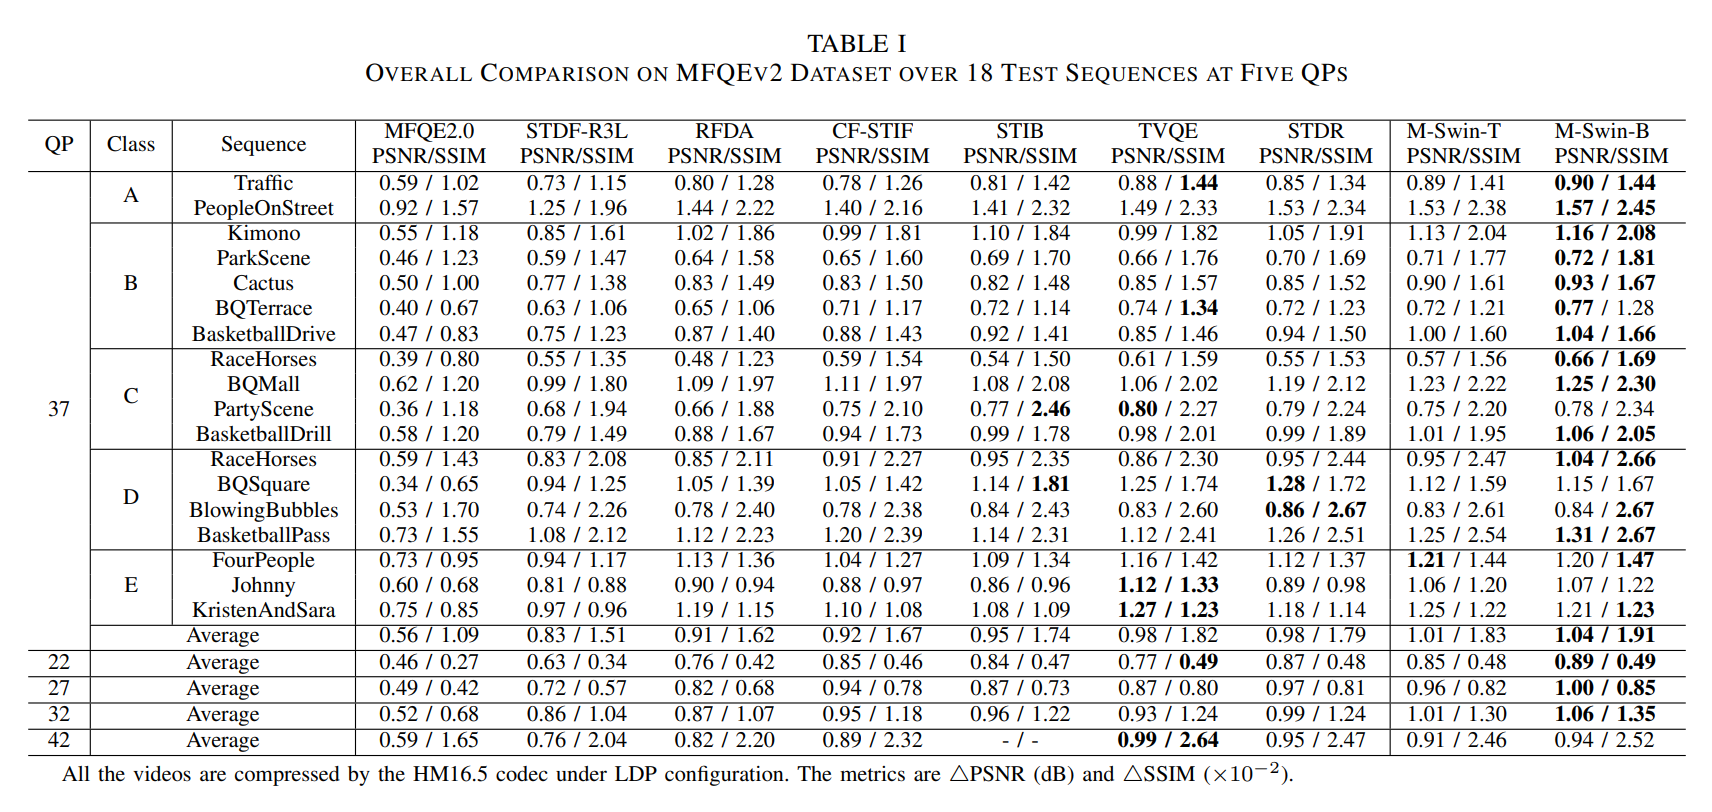 TABLE I
OVERALL COMPARISON ON MFQEV2 DATASET OVER 18 TEST SEQUENCES AT FIVE QPS
QP Class Sequence MFQE2.0 STDF-R3L RFDA CF-STIF STIB TVQE STDR M-Swin-T M-Swin-B
PSNR/SSIM PSNR/SSIM PSNR/SSIM PSNR/SSIM PSNR/SSIM PSNR/SSIM PSNR/SSIM PSNR/SSIM PSNR/SSIM
37 A Traffic 0.59 / 1.02 0.73 / 1.15 0.80 / 1.28 0.78 / 1.26 0.81 / 1.42 0.88 / 1.44 0.85 / 1.34 0.89 / 1.41 0.90 / 1.44
PeopleOnStreet 0.92 / 1.57 1.25 / 1.96 1.44 / 2.22 1.40 / 2.16 1.41 / 2.32 1.49 / 2.33 1.53 / 2.34 1.53 / 2.38 1.57 / 2.45
B Kimono 0.55 / 1.18 0.85 / 1.61 1.02 / 1.86 0.99 / 1.81 1.10 / 1.84 0.99 / 1.82 1.05 / 1.91 1.13 / 2.04 1.16 / 2.08
ParkScene 0.46 / 1.23 0.59 / 1.47 0.64 / 1.58 0.65 / 1.60 0.69 / 1.70 0.66 / 1.76 0.70 / 1.69 0.71 / 1.77 0.72 / 1.81
Cactus 0.50 / 1.00 0.77 / 1.38 0.83 / 1.49 0.83 / 1.50 0.82 / 1.48 0.85 / 1.57 0.85 / 1.52 0.90 / 1.61 0.93 / 1.67
BQTerrace 0.40 / 0.67 0.63 / 1.06 0.65 / 1.06 0.71 / 1.17 0.72 / 1.14 0.74 / 1.34 0.72 / 1.23 0.72 / 1.21 0.77 / 1.28
BasketballDrive 0.47 / 0.83 0.75 / 1.23 0.87 / 1.40 0.88 / 1.43 0.92 / 1.41 0.85 / 1.46 0.94 / 1.50 1.00 / 1.60 1.04 / 1.66
C RaceHorses 0.39 / 0.80 0.55 / 1.35 0.48 / 1.23 0.59 / 1.54 0.54 / 1.50 0.61 / 1.59 0.55 / 1.53 0.57 / 1.56 0.66 / 1.69
BQMall 0.62 / 1.20 0.99 / 1.80 1.09 / 1.97 1.11 / 1.97 1.08 / 2.08 1.06 / 2.02 1.19 / 2.12 1.23 / 2.22 1.25 / 2.30
PartyScene 0.36 / 1.18 0.68 / 1.94 0.66 / 1.88 0.75 / 2.10 0.77 / 2.46 0.80 / 2.27 0.79 / 2.24 0.75 / 2.20 0.78 / 2.34
BasketballDrill 0.58 / 1.20 0.79 / 1.49 0.88 / 1.67 0.94 / 1.73 0.99 / 1.78 0.98 / 2.01 0.99 / 1.89 1.01 / 1.95 1.06 / 2.05
D RaceHorses 0.59 / 1.43 0.83 / 2.08 0.85 / 2.11 0.91 / 2.27 0.95 / 2.35 0.86 / 2.30 0.95 / 2.44 0.95 / 2.47 1.04 / 2.66
BQSquare 0.34 / 0.65 0.94 / 1.25 1.05 / 1.39 1.05 / 1.42 1.14 / 1.81 1.25 / 1.74 1.28 / 1.72 1.12 / 1.59 1.15 / 1.67
BlowingBubbles 0.53 / 1.70 0.74 / 2.26 0.78 / 2.40 0.78 / 2.38 0.84 / 2.43 0.83 / 2.60 0.86 / 2.67 0.83 / 2.61 0.84 / 2.67
BasketballPass 0.73 / 1.55 1.08 / 2.12 1.12 / 2.23 1.20 / 2.39 1.14 / 2.31 1.12 / 2.41 1.26 / 2.51 1.25 / 2.54 1.31 / 2.67
E FourPeople 0.73 / 0.95 0.94 / 1.17 1.13 / 1.36 1.04 / 1.27 1.09 / 1.34 1.16 / 1.42 1.12 / 1.37 1.21 / 1.44 1.20 / 1.47
Johnny 0.60 / 0.68 0.81 / 0.88 0.90 / 0.94 0.88 / 0.97 0.86 / 0.96 1.12 / 1.33 0.89 / 0.98 1.06 / 1.20 1.07 / 1.22
KristenAndSara 0.75 / 0.85 0.97 / 0.96 1.19 / 1.15 1.10 / 1.08 1.08 / 1.09 1.27 / 1.23 1.18 / 1.14 1.25 / 1.22 1.21 / 1.23
Average 0.56 / 1.09 0.83 / 1.51 0.91 / 1.62 0.92 / 1.67 0.95 / 1.74 0.98 / 1.82 0.98 / 1.79 1.01 / 1.83 1.04 / 1.91
22 Average 0.46 / 0.27 0.63 / 0.34 0.76 / 0.42 0.85 / 0.46 0.84 / 0.47 0.77 / 0.49 0.87 / 0.48 0.85 / 0.48 0.89 / 0.49
27 Average 0.49 / 0.42 0.72 / 0.57 0.82 / 0.68 0.94 / 0.78 0.87 / 0.73 0.87 / 0.80 0.97 / 0.81 0.96 / 0.82 1.00 / 0.85
32 Average 0.52 / 0.68 0.86 / 1.04 0.87 / 1.07 0.95 / 1.18 0.96 / 1.22 0.93 / 1.24 0.99 / 1.24 1.01 / 1.30 1.06 / 1.35
42 Average 0.59 / 1.65 0.76 / 2.04 0.82 / 2.20 0.89 / 2.32 - / - 0.99 / 2.64 0.95 / 2.47 0.91 / 2.46 0.94 / 2.52
All the videos are compressed by the HM16.5 codec under LDP configuration. The metrics are △PSNR (dB) and △SSIM (×10⁻²).